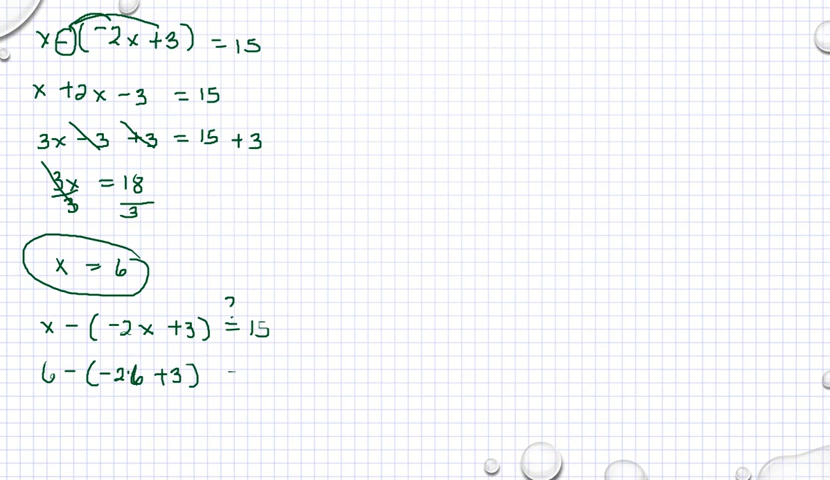 x - (-2x + 3) = 15
x + 2x - 3 = 15
3x - 3 + 3 = 15 + 3
3x/3 = 18/3
x = 6
x - (-2x + 3) ≟ 15
6 - (-2·6 + 3) -